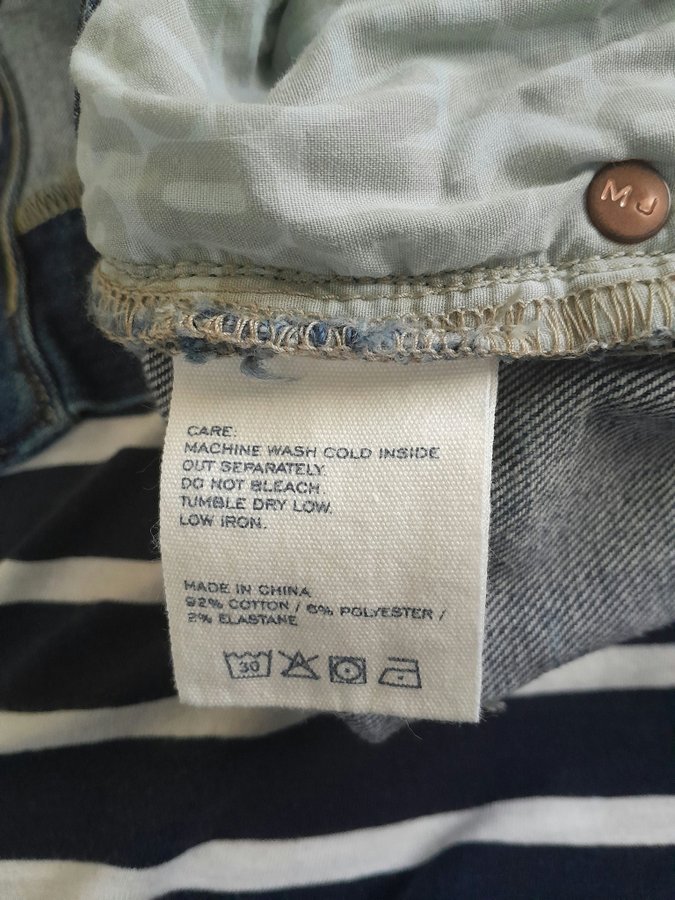 MJ
CARE:
MACHINE WASH COLD INSIDE
OUT SEPARATELY
DO NOT BLEACH
TUMBLE DRY LOW.
LOW IRON.
MADE IN CHINA
92% COTTON / 6% POLYESTER /
2% ELASTANE
30